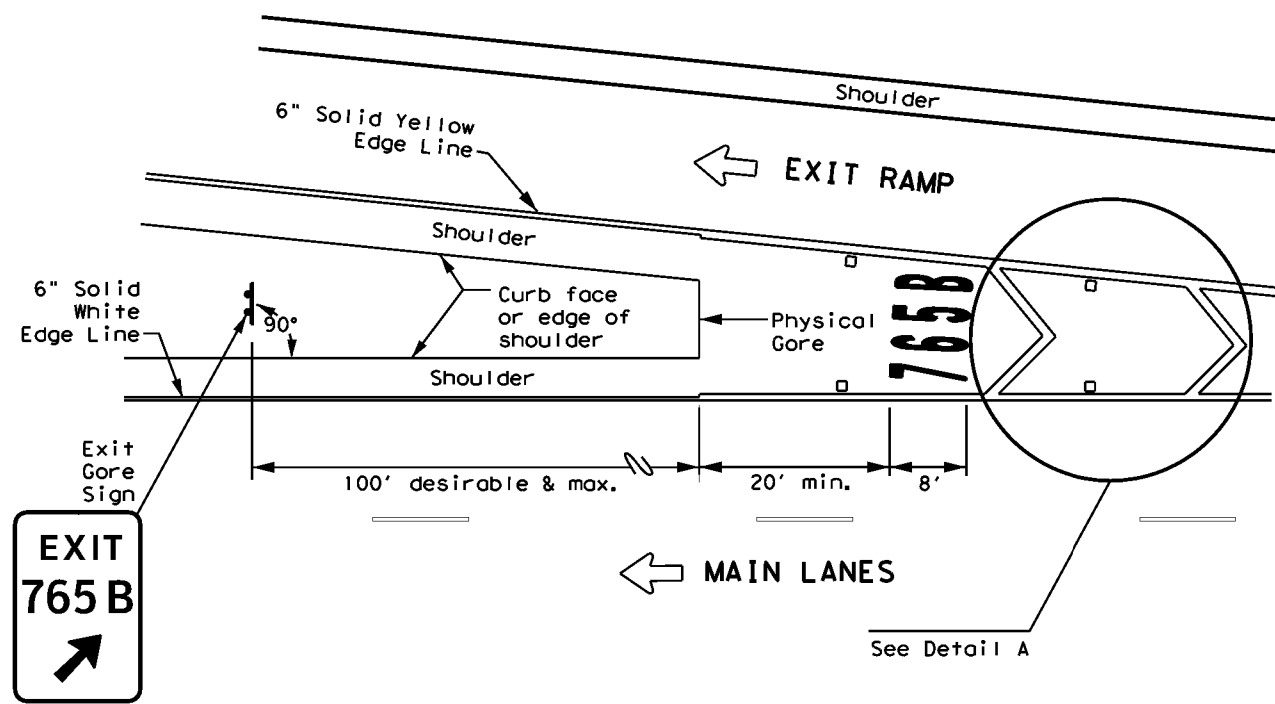 Shoulder
6" Solid Yellow
Edge Line
EXIT RAMP
Shoulder
765B
6" Solid
White
Edge Line
90°
Curb face
or edge of
shoulder
Physical
Gore
Shoulder
Exit
Gore
Sign
100' desirable & max.
20' min.
8'
EXIT
765 B
MAIN LANES
See Detail A